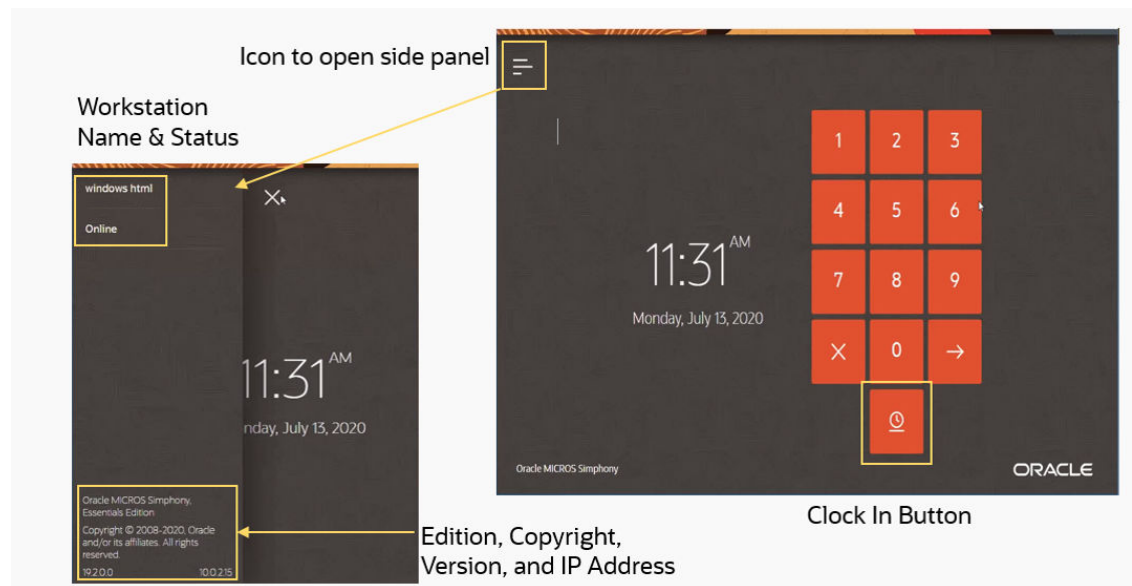 Icon to open side panel
Workstation
Name & Status
windows html
Online
11:31 AM
nday, July 13, 2020
Oracle MICROS Simphony,
Essentials Edition
Copyright © 2008-2020, Oracle
and/or its affiliates. All rights
reserved.
19.2.0.0 10.0.2.15
Edition, Copyright,
Version, and IP Address
1 2 3
4 5 6
7 8 9
0
11:31 AM
Monday, July 13, 2020
Oracle MICROS Simphony
ORACLE
Clock In Button